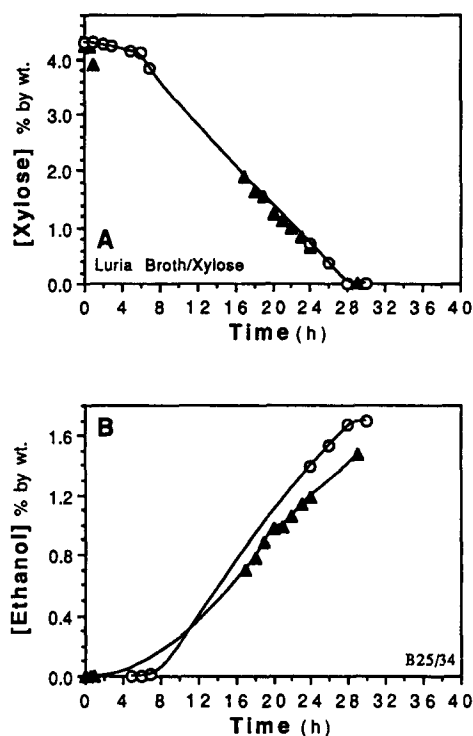 [Xylose] % by wt.
4.0
3.0
2.0
1.0
0.0
A
Luria Broth/Xylose
0 4 8 12 16 20 24 28 32 36 40
Time (h)
[Ethanol] % by wt.
1.6
1.2
0.8
0.4
0.0
B
B25/34
0 4 8 12 16 20 24 28 32 36 40
Time (h)